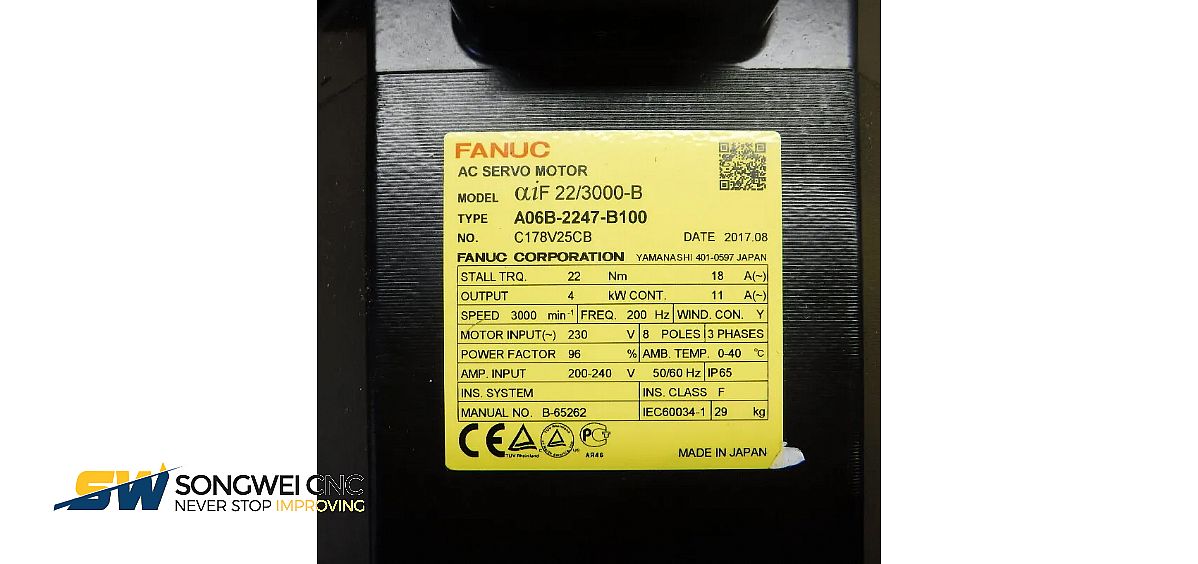 FANUC
AC SERVO MOTOR
MODEL αiF 22/3000-B
TYPE A06B-2247-B100
NO. C178V25CB DATE 2017.08
FANUC CORPORATION YAMANASHI 401-0597 JAPAN
STALL TRQ. 22 Nm 18 A(~)
OUTPUT 4 kW CONT. 11 A(~)
SPEED 3000 min⁻¹ FREQ. 200 Hz WIND. CON. Y
MOTOR INPUT(~) 230 V 8 POLES 3 PHASES
POWER FACTOR 96 % AMB. TEMP. 0-40 °C
AMP. INPUT 200-240 V 50/60 Hz IP65
INS. SYSTEM INS. CLASS F
MANUAL NO. B-65262 IEC60034-1 29 kg
CE TUV Rheinland US PCT AR46
MADE IN JAPAN
SW SONGWEI CNC
NEVER STOP IMPROVING